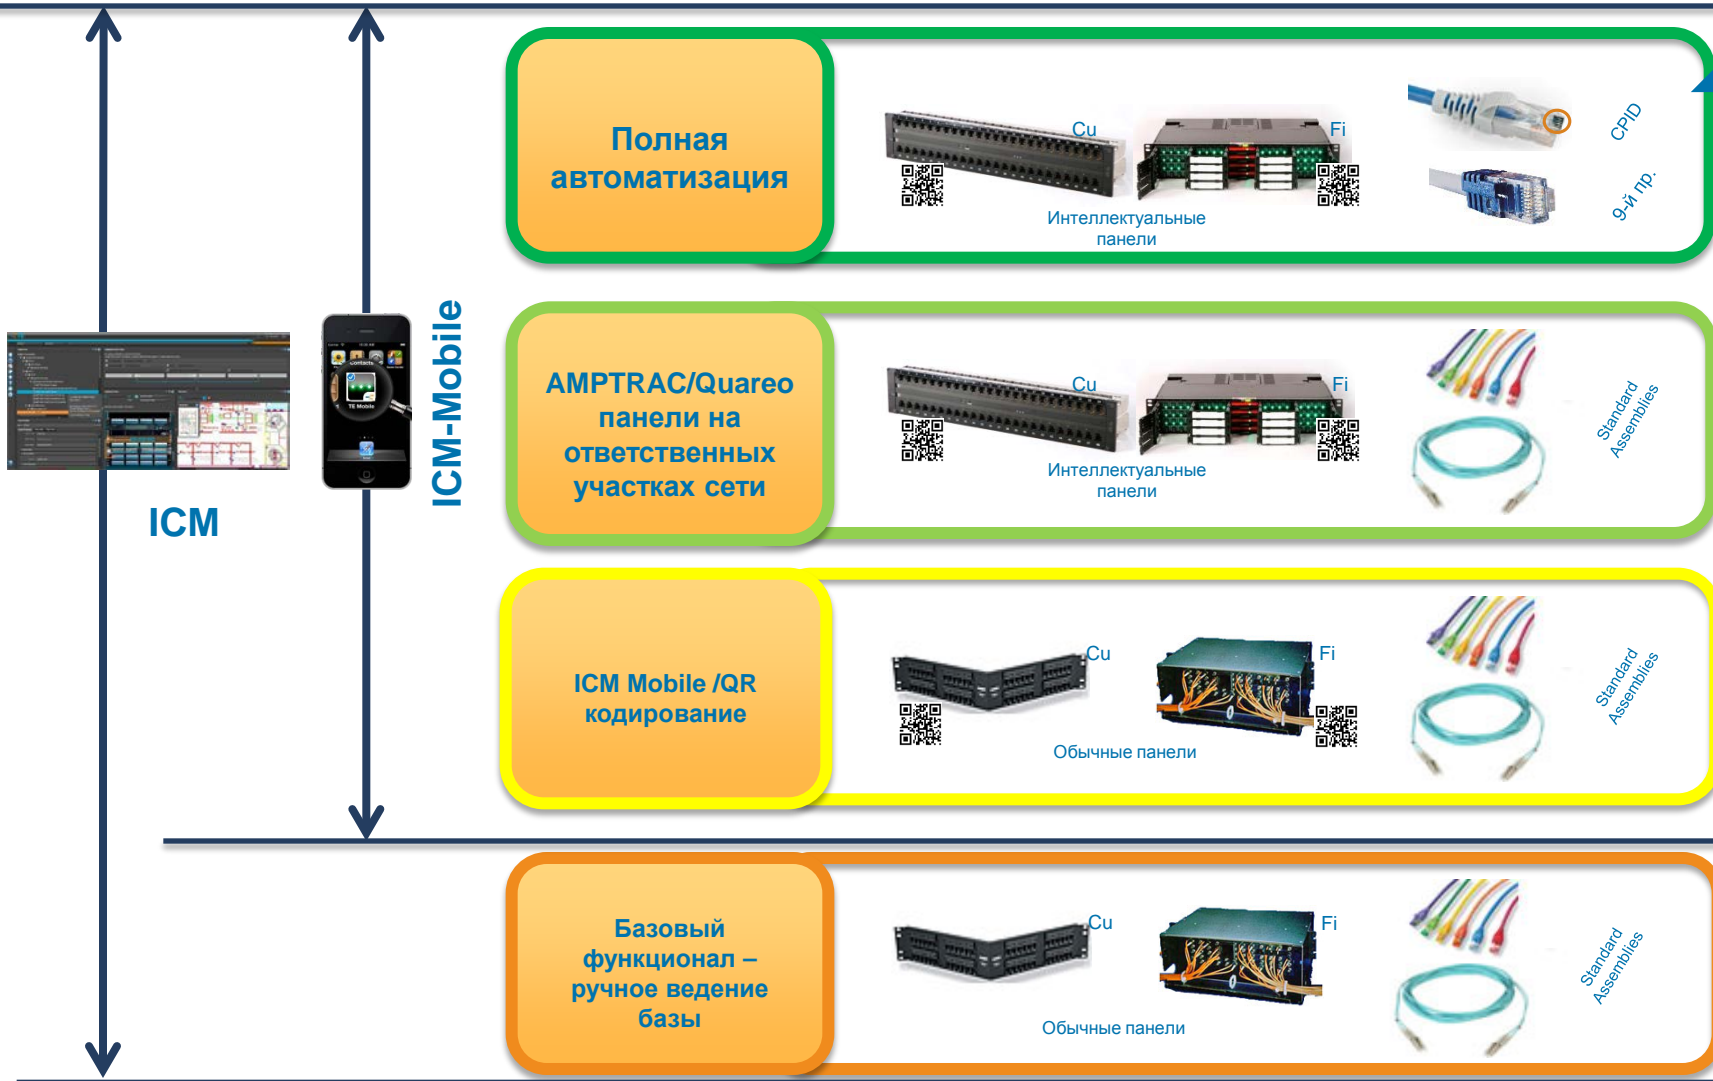 Полная
автоматизация
Cu
Fi
CPID
9-й пр.
Интеллектуальные
панели
ICM
ICM-Mobile
TE Mobile
AMPTRAC/Quareo
панели на
ответственных
участках сети
Cu
Fi
Standard
Assemblies
Интеллектуальные
панели
ICM Mobile /QR
кодирование
Cu
Fi
Standard
Assemblies
Обычные панели
Базовый
функционал –
ручное ведение
базы
Cu
Fi
Standard
Assemblies
Обычные панели